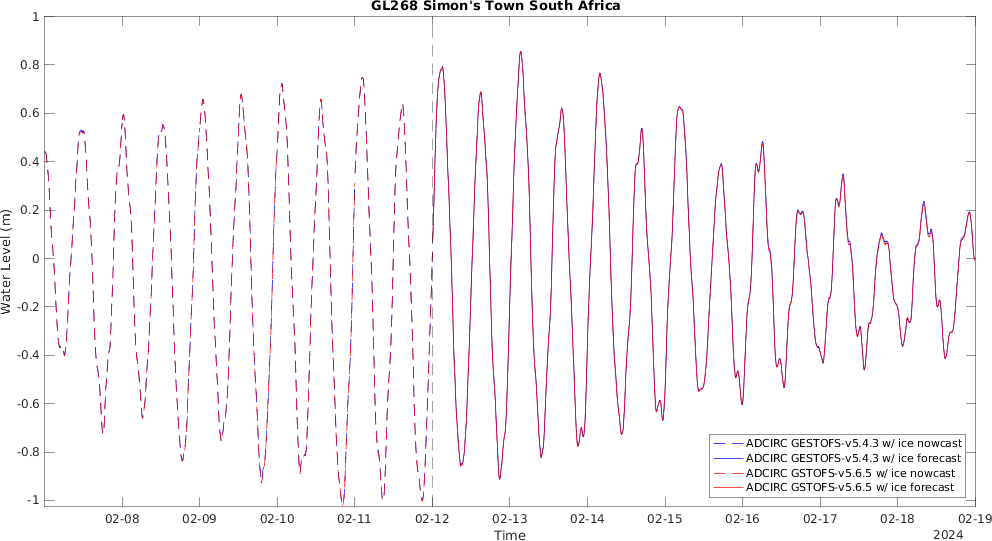 GL268 Simon's Town South Africa
1
0.8
0.6
0.4
0.2
0
-0.2
-0.4
-0.6
-0.8
-1
Water Level (m)
ADCIRC GESTOFS-v5.4.3 w/ ice nowcast
ADCIRC GESTOFS-v5.4.3 w/ ice forecast
ADCIRC GSTOFS-v5.6.5 w/ ice nowcast
ADCIRC GSTOFS-v5.6.5 w/ ice forecast
02-08 02-09 02-10 02-11 02-12 02-13 02-14 02-15 02-16 02-17 02-18 02-19
Time
2024